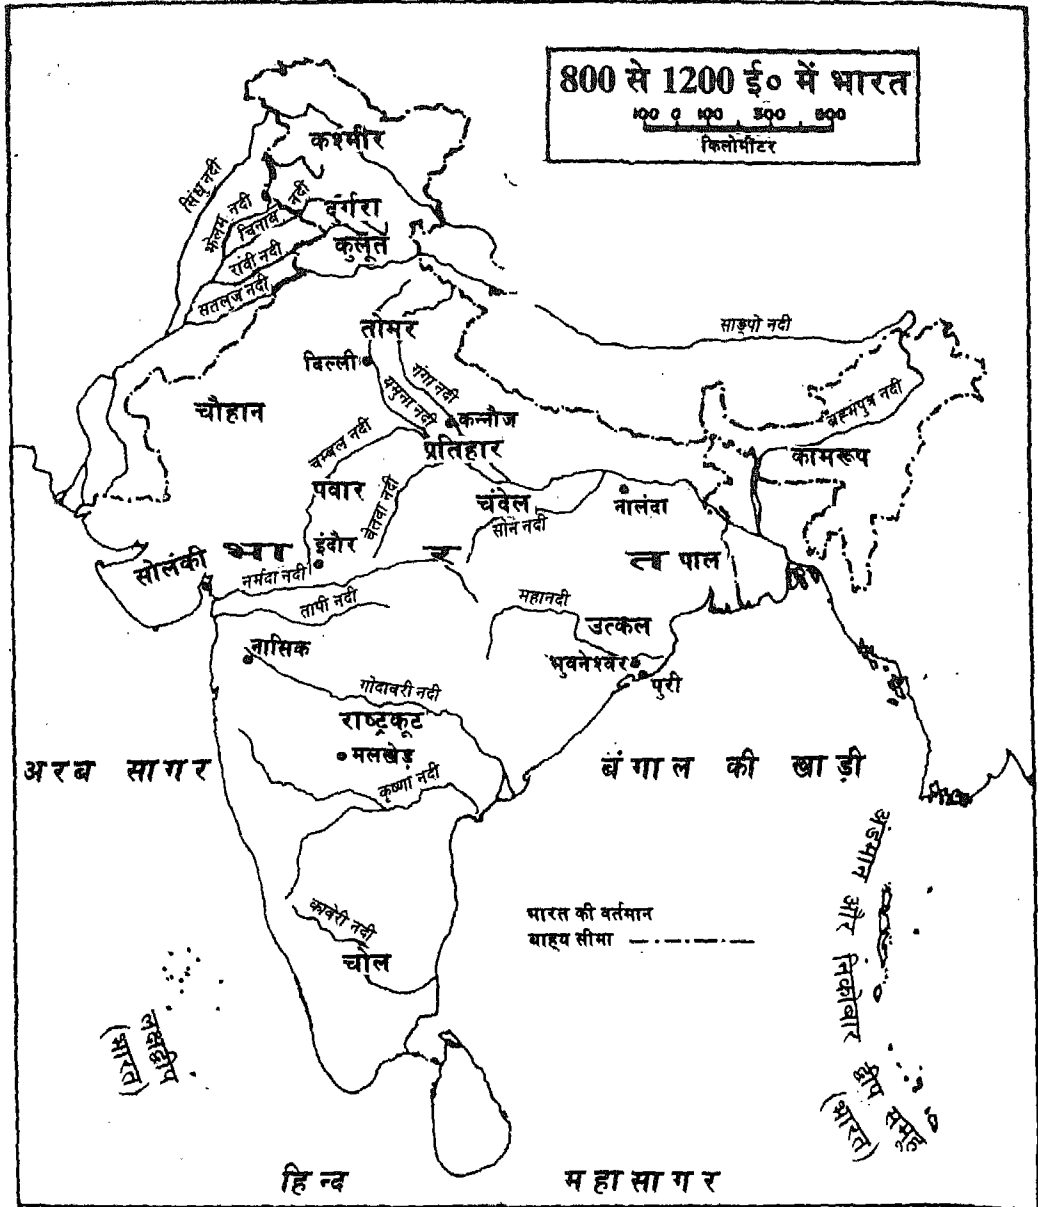 800 से 1200 ई० में भारत
100 0 100 300 500
किलोमीटर
कश्मीर
सिंधु नदी
झेलम नदी
चिनाब नदी
दुर्गरा
कुलूत
रावी नदी
सतलुज नदी
तोमर
साङ्पो नदी
दिल्ली
गंगा नदी
यमुना नदी
ब्रह्मपुत्र नदी
चौहान
कन्नौज
चम्बल नदी
प्रतिहार
कामरूप
पवार
बेतवा नदी
चंदेल
नालंदा
सोन नदी
सोलंकी
भा र त
इंदौर
पाल
नर्मदा नदी
तापी नदी
महानदी
उत्कल
नासिक
भुवनेश्वर
पुरी
गोदावरी नदी
राष्ट्रकूट
मलखेड़
अरब सागर
बंगाल की खाड़ी
कृष्णा नदी
कावेरी नदी
चोल
भारत की वर्तमान
बाह्य सीमा
अंडमान और निकोबार द्वीप समूह
(भारत)
लक्षद्वीप
(भारत)
हिन्द महासागर